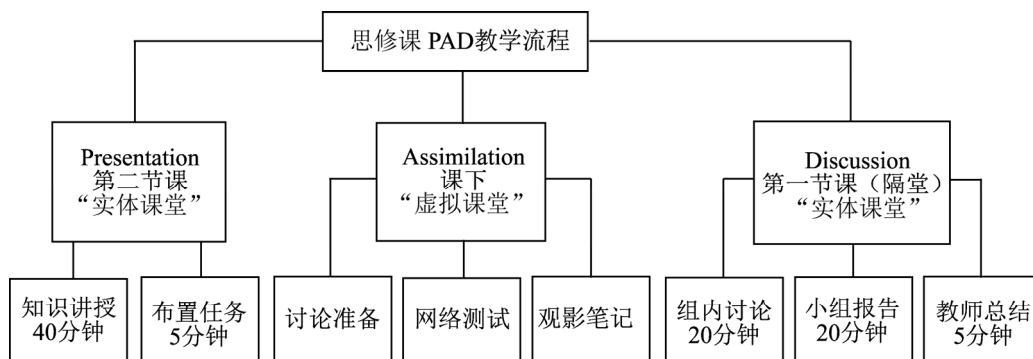 思修课 PAD教学流程
Presentation
第二节课
“实体课堂”
Assimilation
课下
“虚拟课堂”
Discussion
第一节课（隔堂）
“实体课堂”
知识讲授
40分钟
布置任务
5分钟
讨论准备
网络测试
观影笔记
组内讨论
20分钟
小组报告
20分钟
教师总结
5分钟